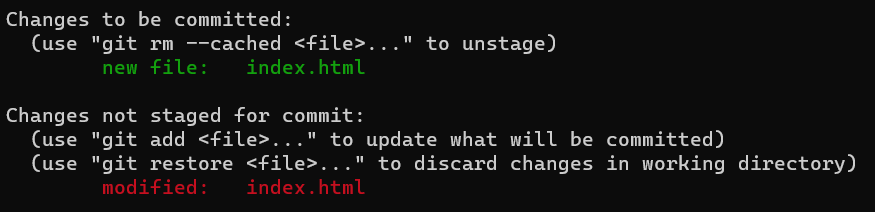 Changes to be committed:
  (use "git rm --cached <file>..." to unstage)
        new file:   index.html

Changes not staged for commit:
  (use "git add <file>..." to update what will be committed)
  (use "git restore <file>..." to discard changes in working directory)
        modified:   index.html